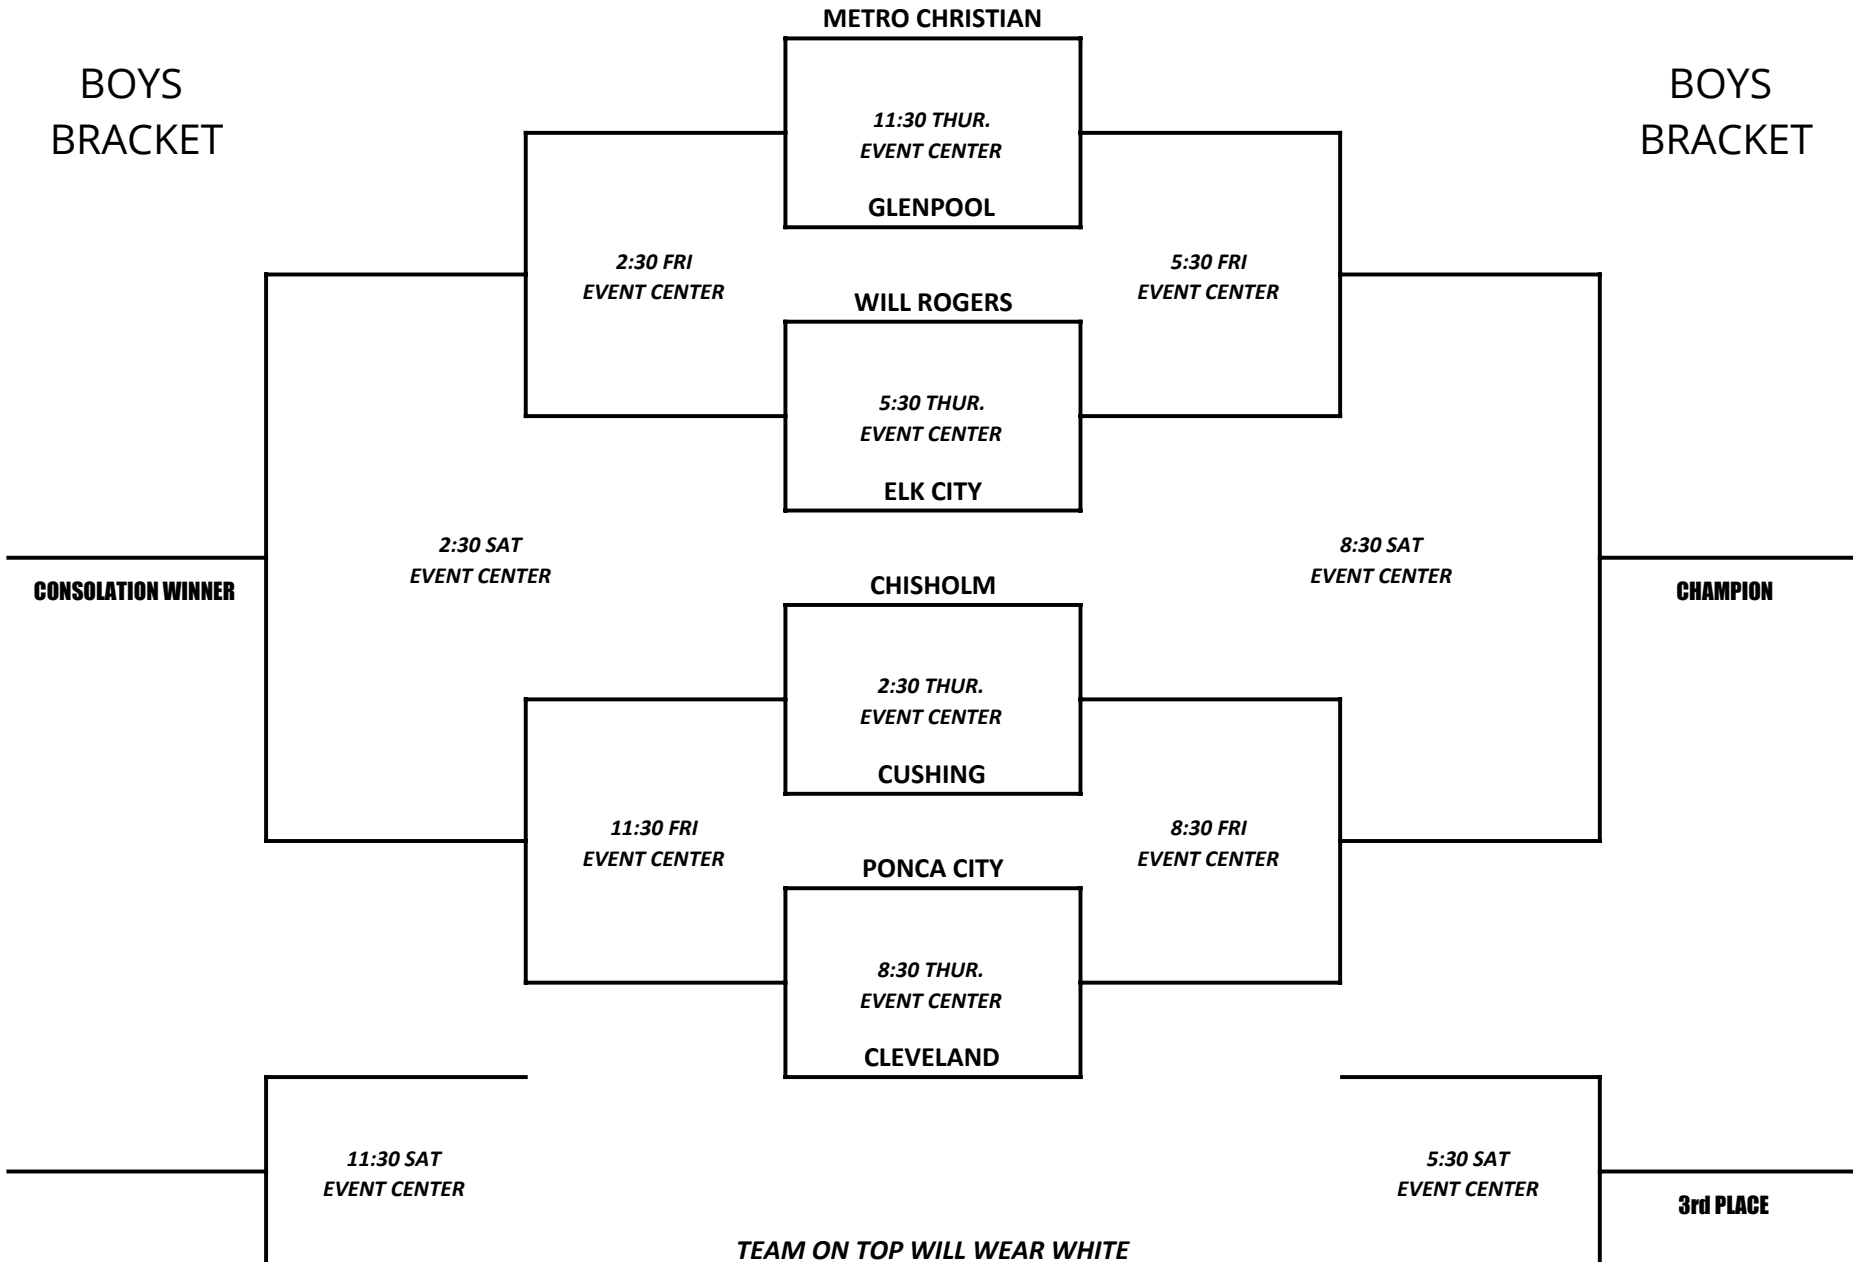 METRO CHRISTIAN
BOYS
BRACKET
BOYS
BRACKET
11:30 THUR.
EVENT CENTER
GLENPOOL
2:30 FRI
EVENT CENTER
5:30 FRI
EVENT CENTER
WILL ROGERS
5:30 THUR.
EVENT CENTER
ELK CITY
2:30 SAT
EVENT CENTER
8:30 SAT
EVENT CENTER
CONSOLATION WINNER
CHISHOLM
CHAMPION
2:30 THUR.
EVENT CENTER
CUSHING
11:30 FRI
EVENT CENTER
8:30 FRI
EVENT CENTER
PONCA CITY
8:30 THUR.
EVENT CENTER
CLEVELAND
11:30 SAT
EVENT CENTER
5:30 SAT
EVENT CENTER
3rd PLACE
TEAM ON TOP WILL WEAR WHITE